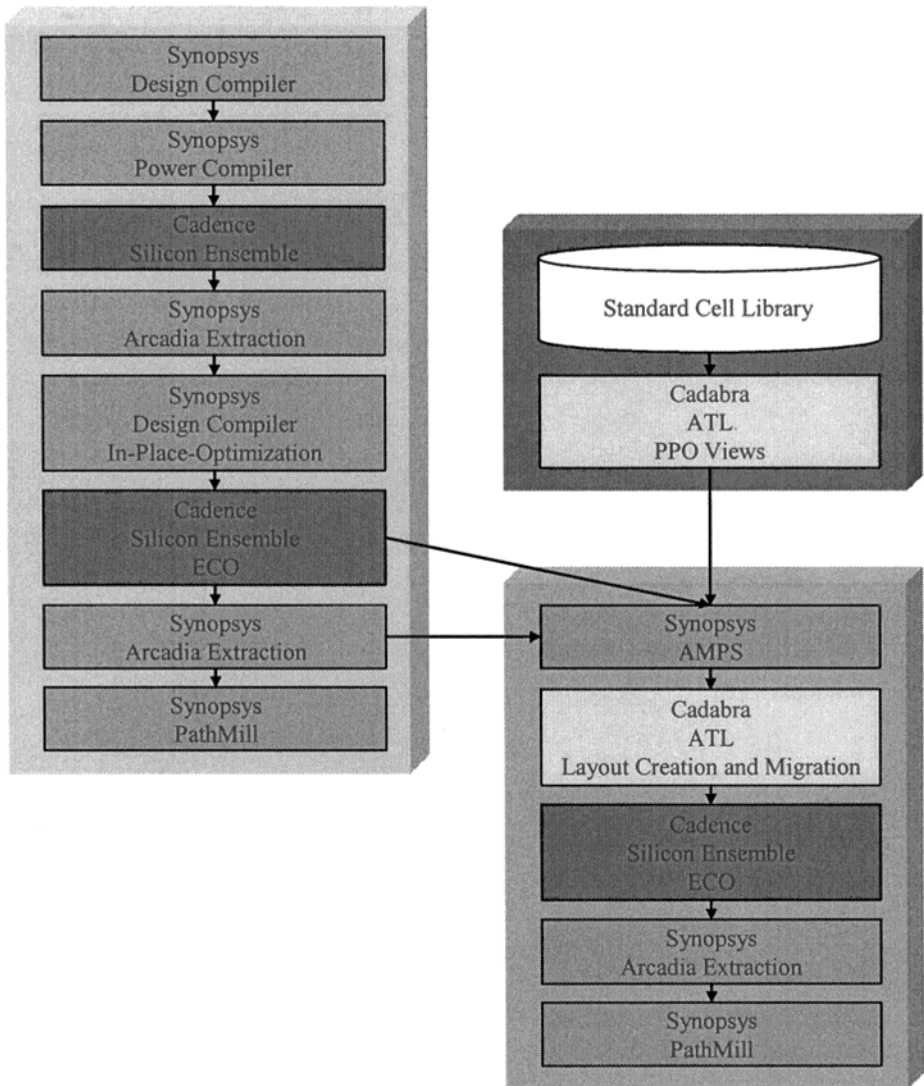 Synopsys
Design Compiler
Synopsys
Power Compiler
Cadence
Silicon Ensemble
Synopsys
Arcadia Extraction
Synopsys
Design Compiler
In-Place-Optimization
Cadence
Silicon Ensemble
ECO
Synopsys
Arcadia Extraction
Synopsys
PathMill
Standard Cell Library
Cadabra
ATL
PPO Views
Synopsys
AMPS
Cadabra
ATL
Layout Creation and Migration
Cadence
Silicon Ensemble
ECO
Synopsys
Arcadia Extraction
Synopsys
PathMill